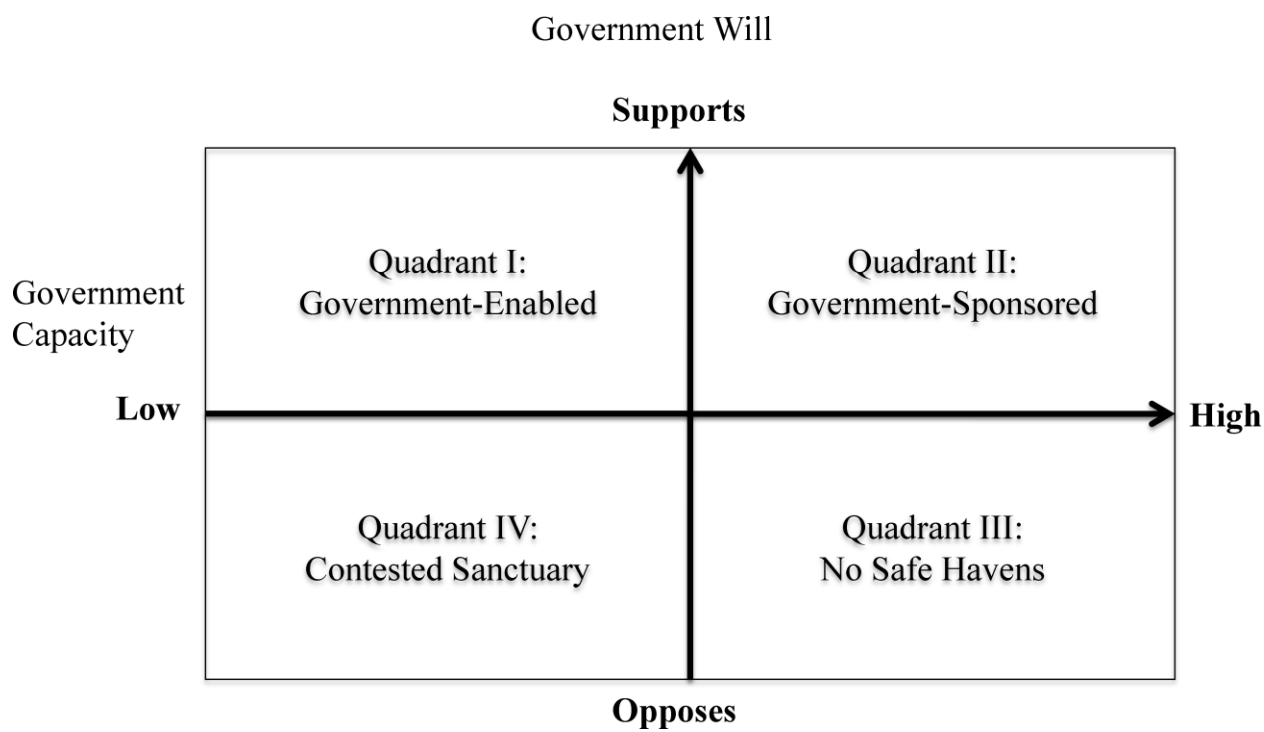 Government Will
Supports
Quadrant I:
Government-Enabled
Quadrant II:
Government-Sponsored
Government
Capacity
Low
High
Quadrant IV:
Contested Sanctuary
Quadrant III:
No Safe Havens
Opposes